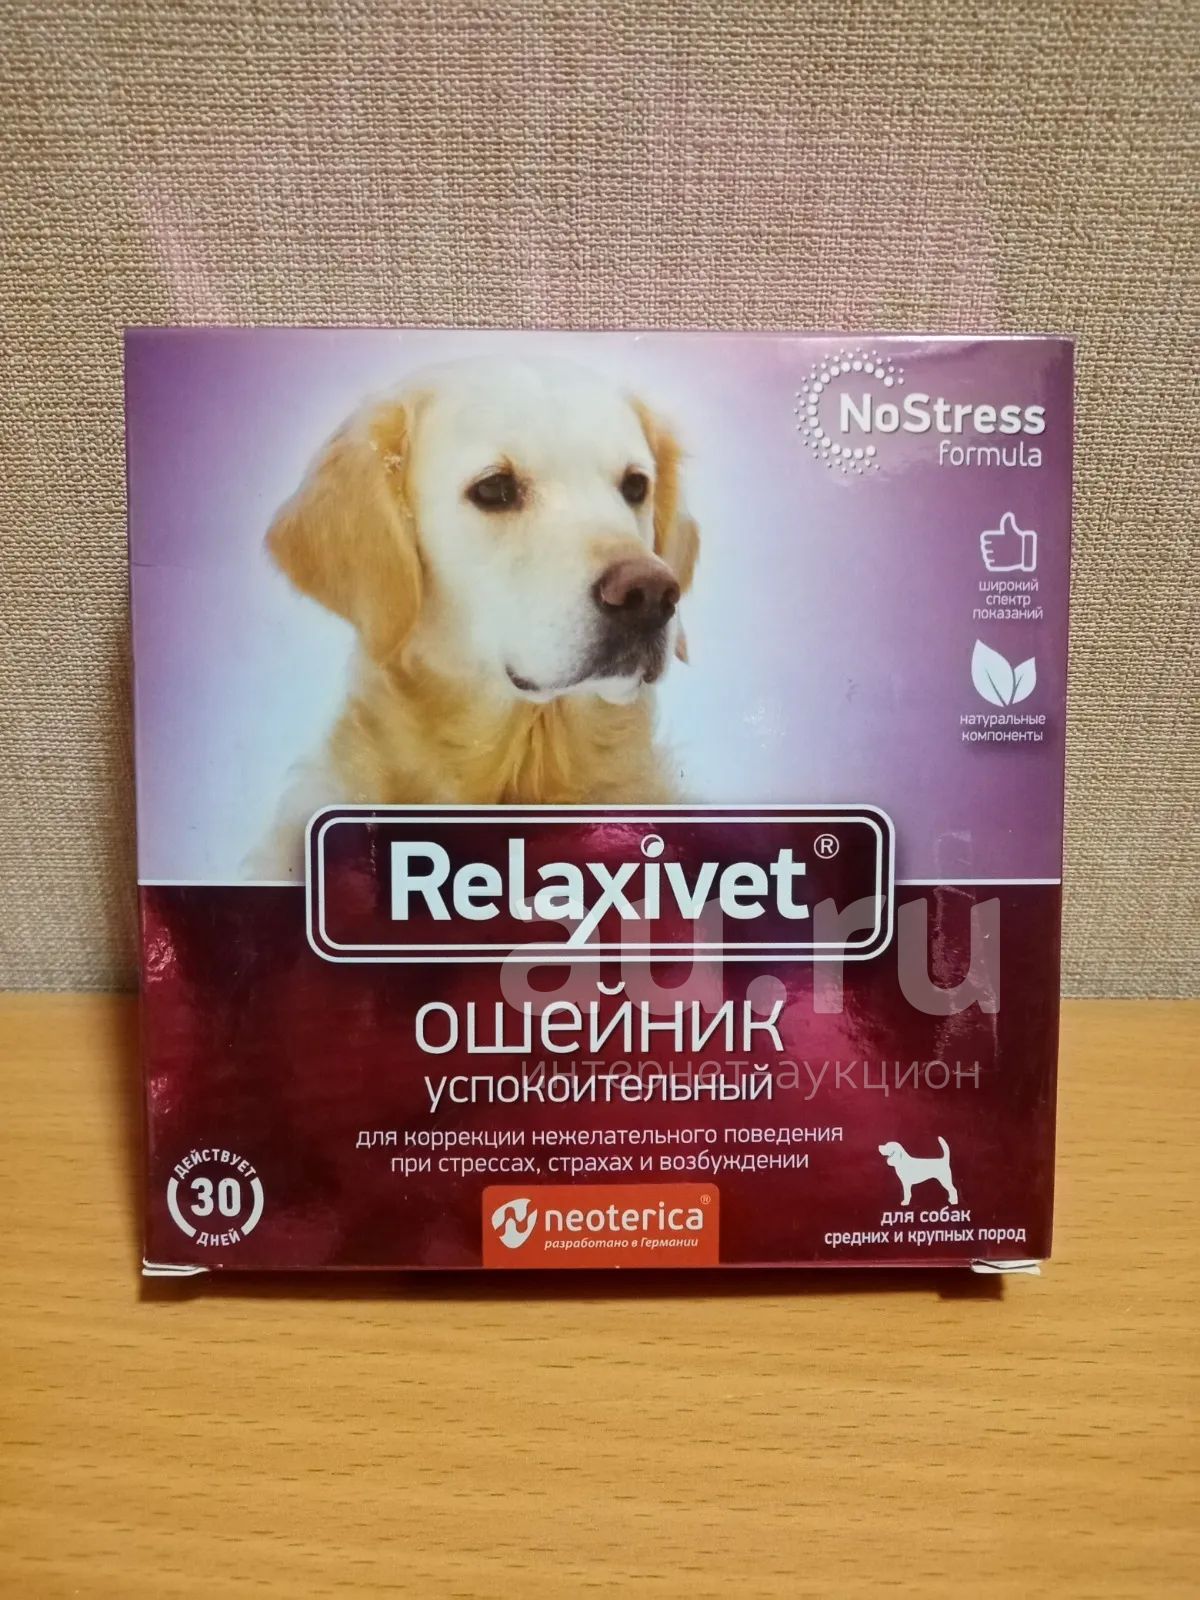 NoStress
formula
широкий
спектр
показаний
натуральные
компоненты
Relaxivet®
au.ru
ошейник
интернет-аукцион
успокоительный
для коррекции нежелательного поведения
при стрессах, страхах и возбуждении
ДЕЙСТВУЕТ
30
ДНЕЙ
neoterica®
разработано в Германии
для собак
средних и крупных пород